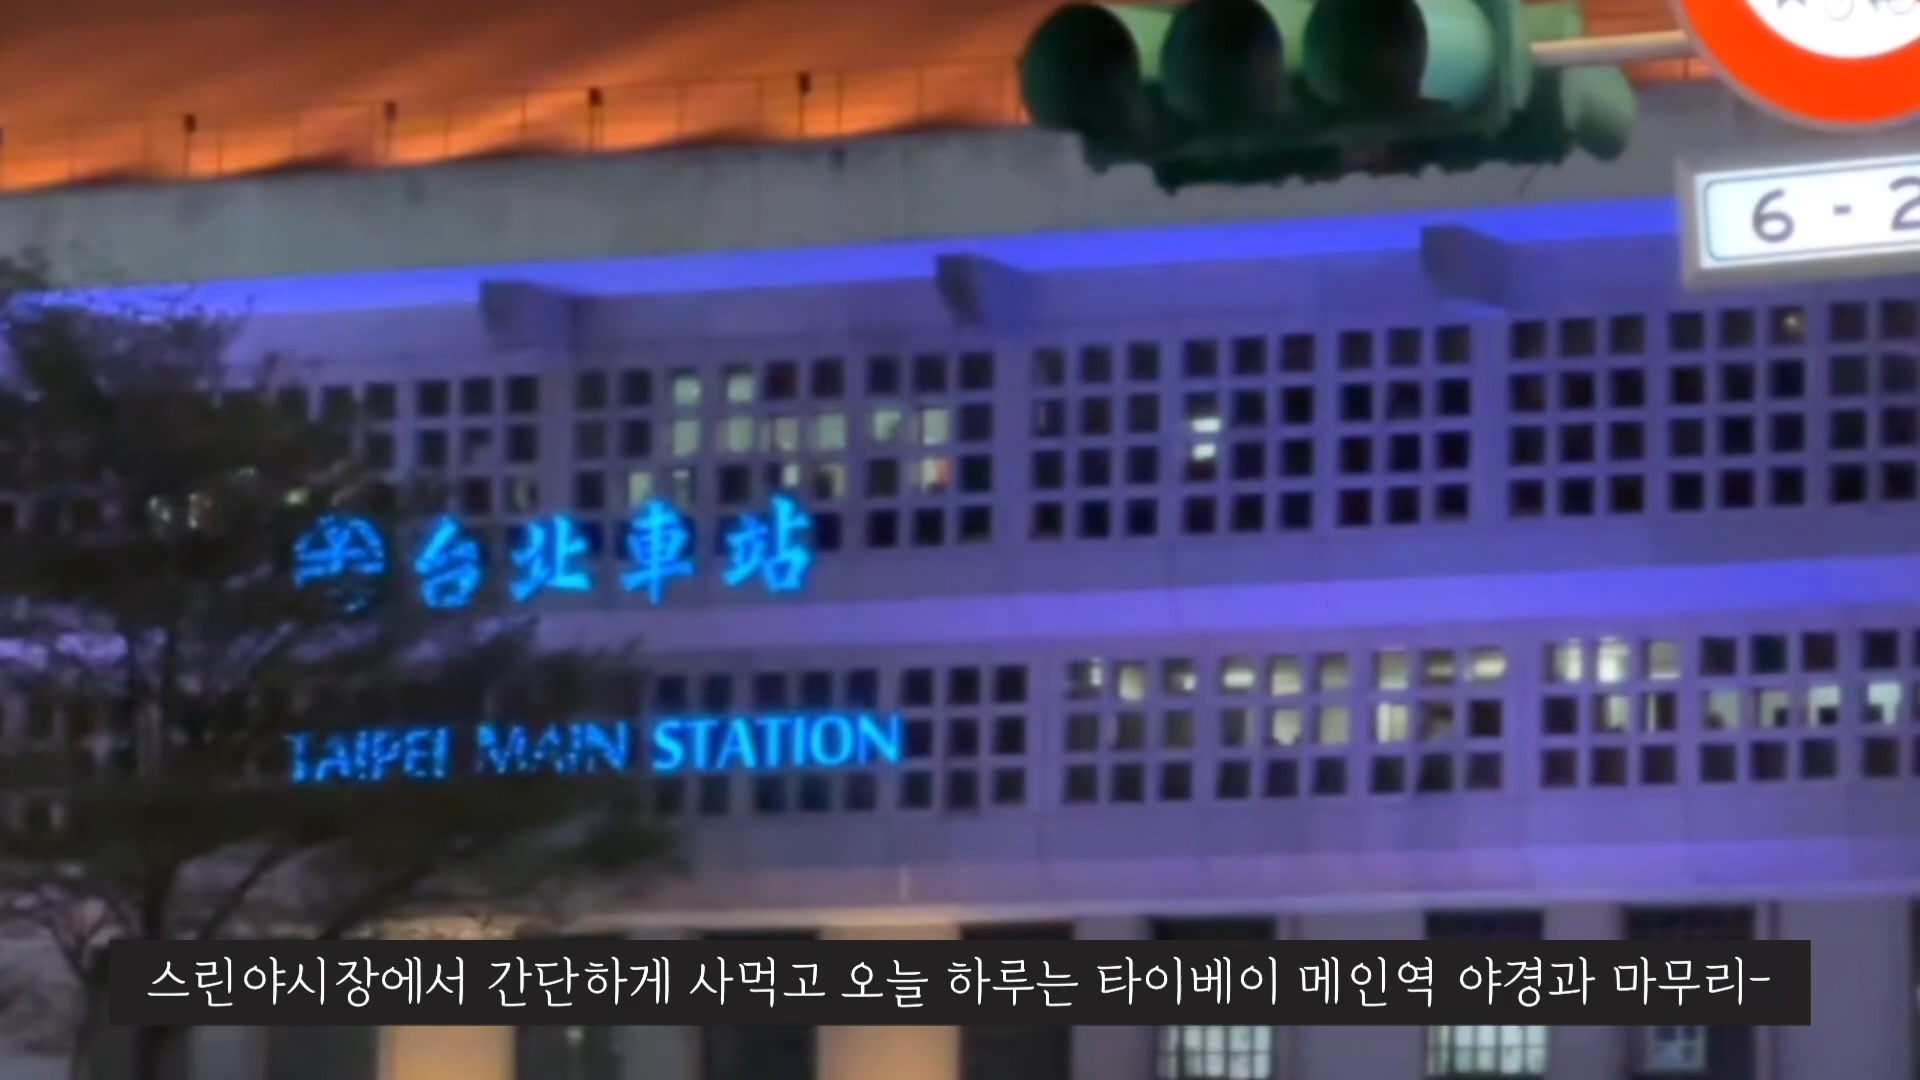 6 - 2
台北車站
TAIPEI MAIN STATION
스린야시장에서 간단하게 사먹고 오늘 하루는 타이베이 메인역 야경과 마무리-